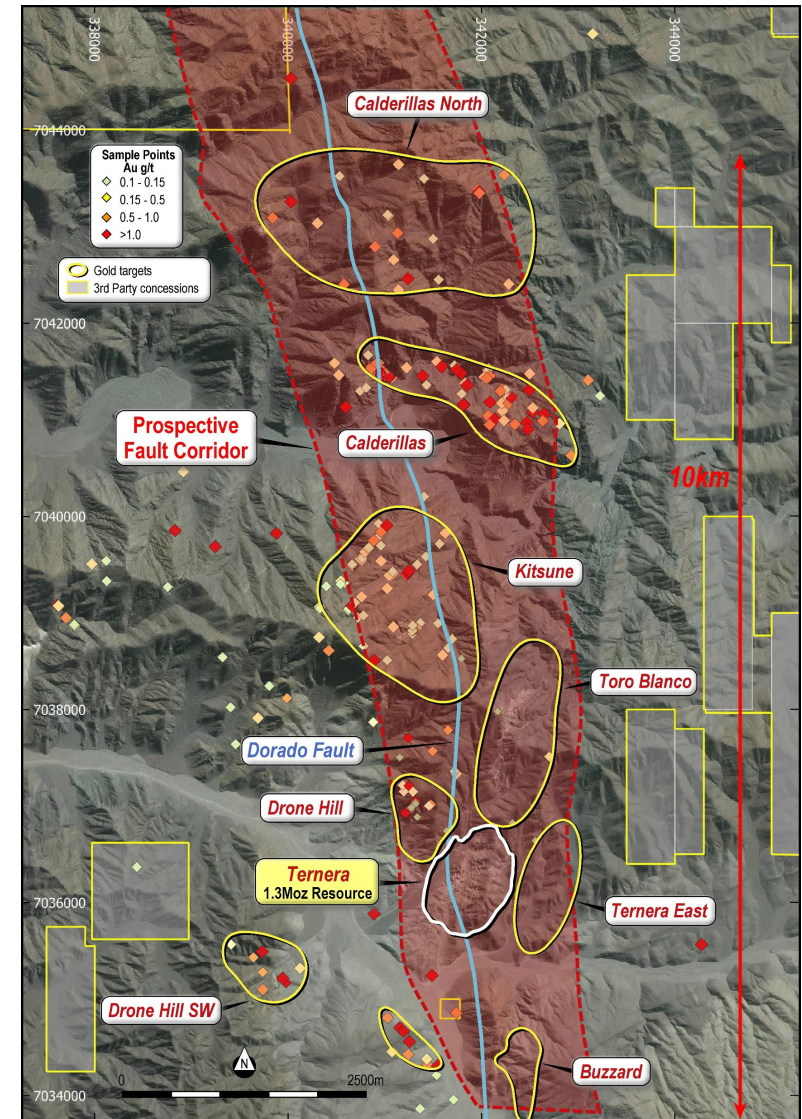 338000
340000
342000
344000
Calderillas North
7044000
Sample Points
Au g/t
0.1 - 0.15
0.15 - 0.5
0.5 - 1.0
>1.0
Gold targets
3rd Party concessions
7042000
Prospective
Fault Corridor
Calderillas
10km
7040000
Kitsune
Toro Blanco
7038000
Dorado Fault
Drone Hill
Ternera
1.3Moz Resource
7036000
Ternera East
Drone Hill SW
N
0
2500m
Buzzard
7034000